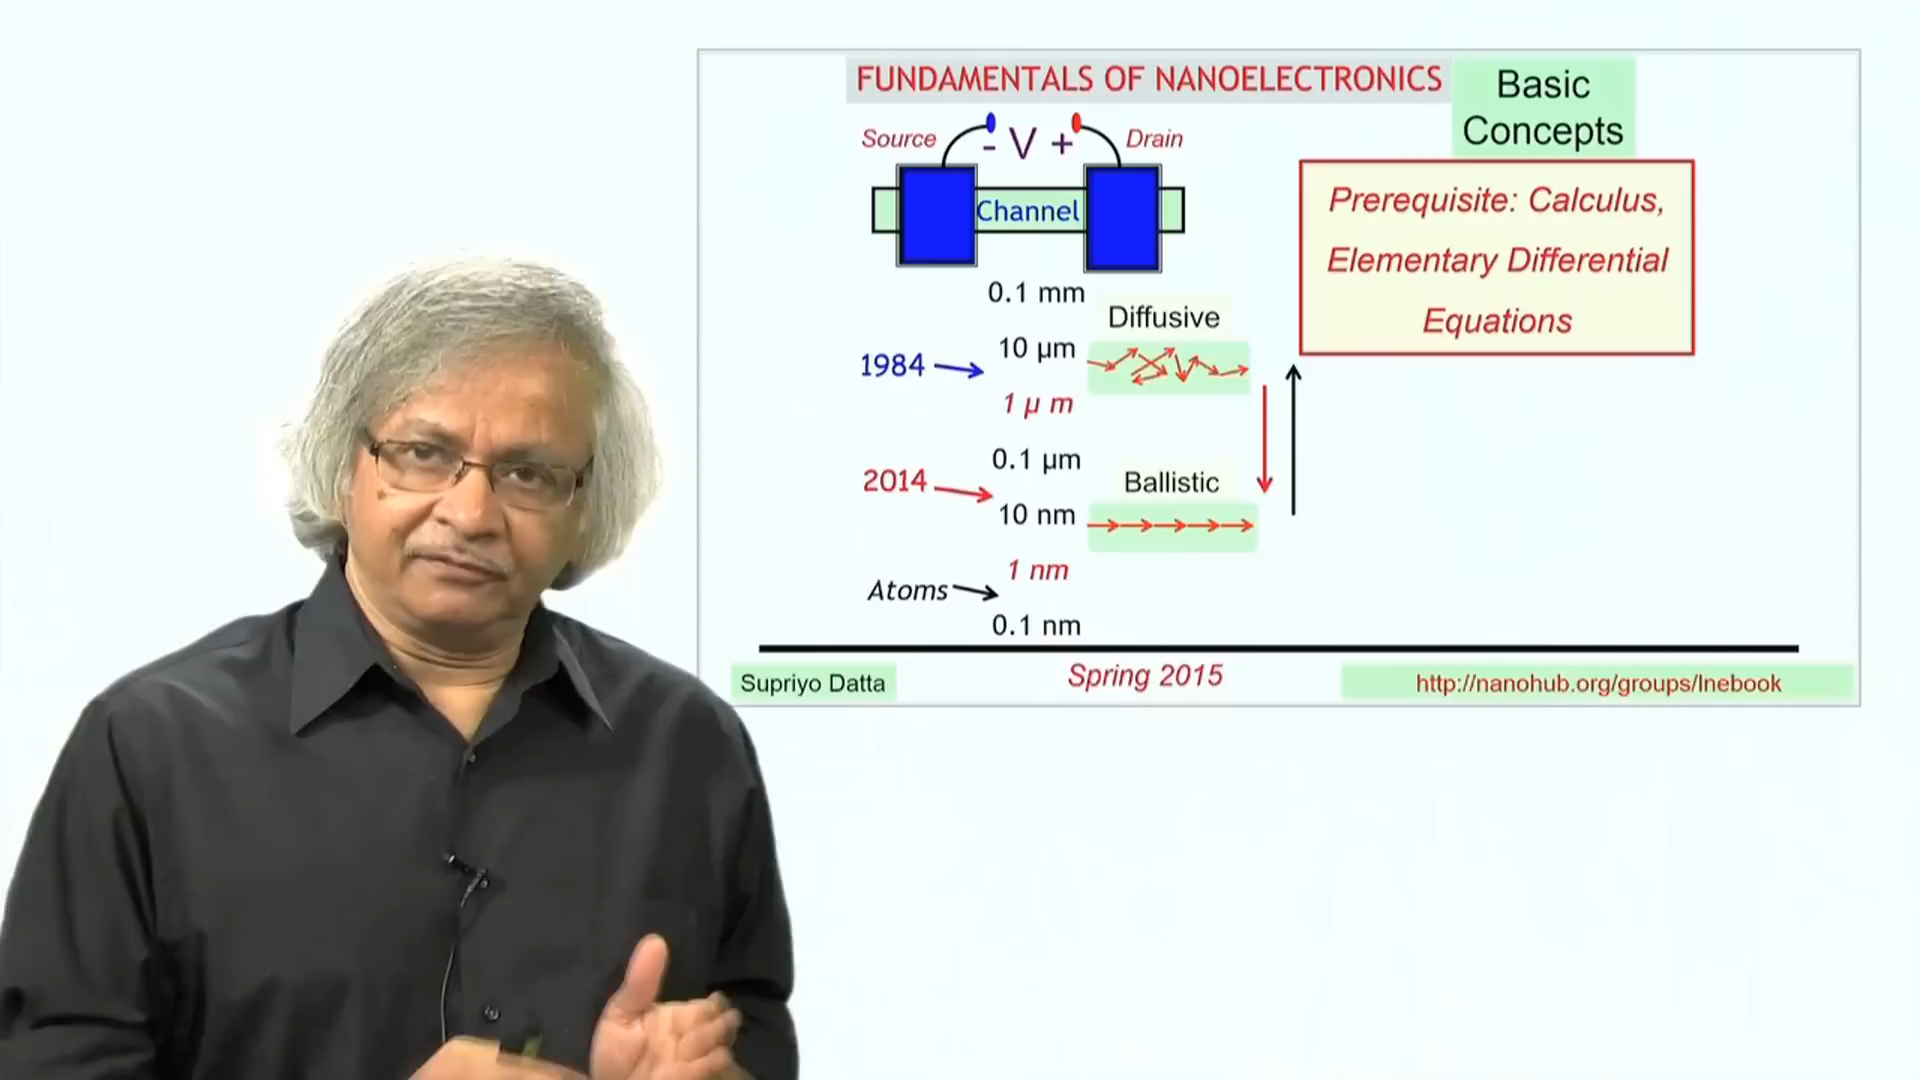 FUNDAMENTALS OF NANOELECTRONICS
Basic
Concepts
Source
- V +
Drain
Channel
Prerequisite: Calculus,
Elementary Differential
Equations
0.1 mm
Diffusive
10 µm
1984
1 µ m
0.1 µm
2014
Ballistic
10 nm
1 nm
Atoms
0.1 nm
Supriyo Datta
Spring 2015
http://nanohub.org/groups/lnebook